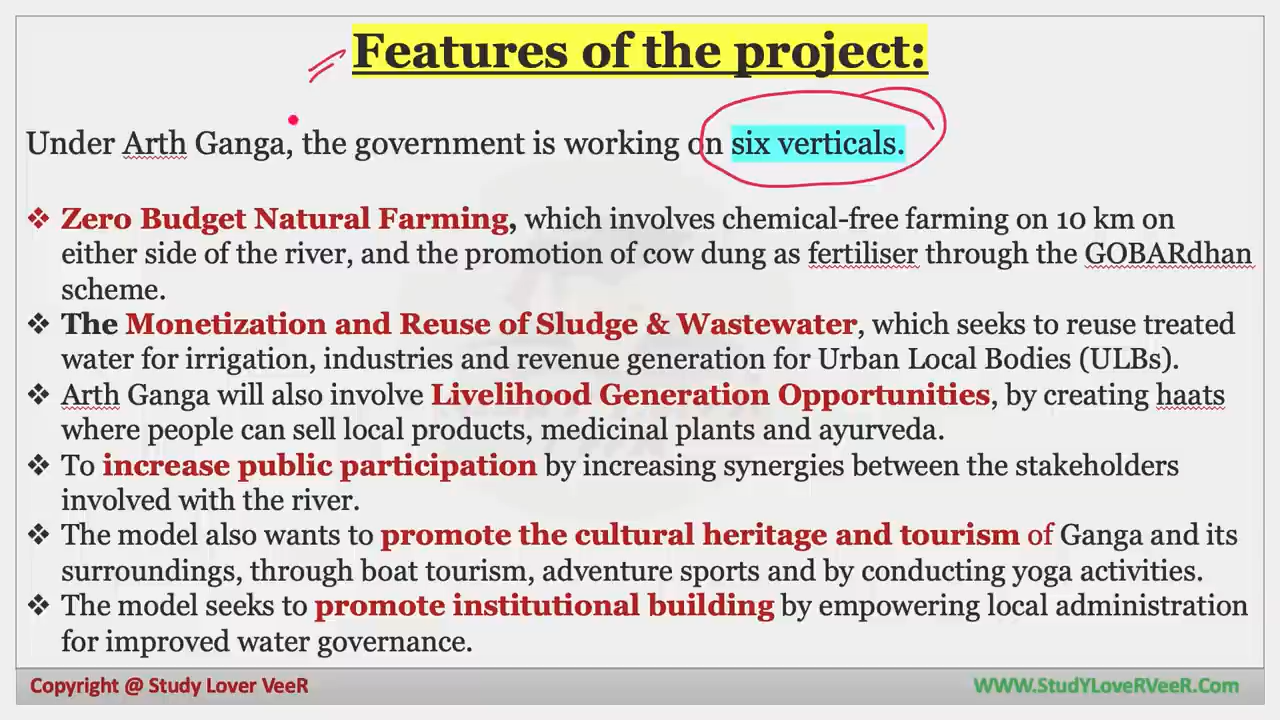 Features of the project:
Under Arth Ganga, the government is working on six verticals.
❖ Zero Budget Natural Farming, which involves chemical-free farming on 10 km on
either side of the river, and the promotion of cow dung as fertiliser through the GOBARdhan
scheme.
❖ The Monetization and Reuse of Sludge & Wastewater, which seeks to reuse treated
water for irrigation, industries and revenue generation for Urban Local Bodies (ULBs).
❖ Arth Ganga will also involve Livelihood Generation Opportunities, by creating haats
where people can sell local products, medicinal plants and ayurveda.
❖ To increase public participation by increasing synergies between the stakeholders
involved with the river.
❖ The model also wants to promote the cultural heritage and tourism of Ganga and its
surroundings, through boat tourism, adventure sports and by conducting yoga activities.
❖ The model seeks to promote institutional building by empowering local administration
for improved water governance.
Copyright @ Study Lover VeeR
WWW.StudYLoveRVeeR.Com